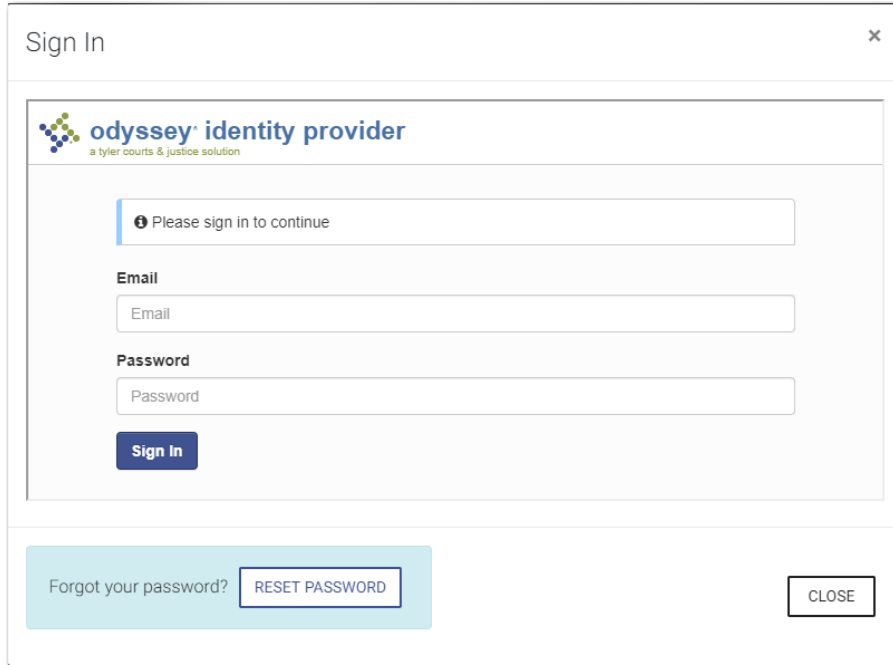 Sign In
×
odyssey® identity provider
a tyler courts & justice solution
Please sign in to continue
Email
Email
Password
Password
Sign In
Forgot your password? RESET PASSWORD
CLOSE